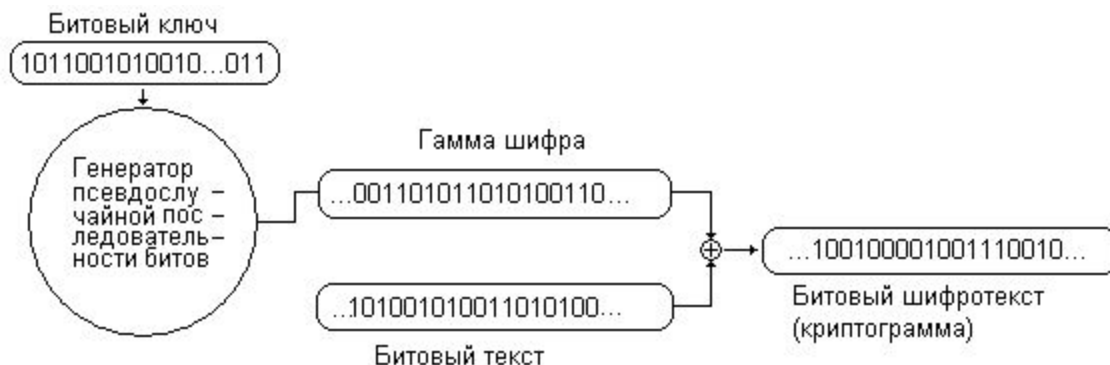 Битовый ключ
1011001010010...011
Генератор
псевдослу –
чайной пос –
ледователь–
ности битов
Гамма шифра
...001101011010100110...
...101001010011010100...
Битовый текст
...100100001001110010...
Битовый шифротекст
(криптограмма)